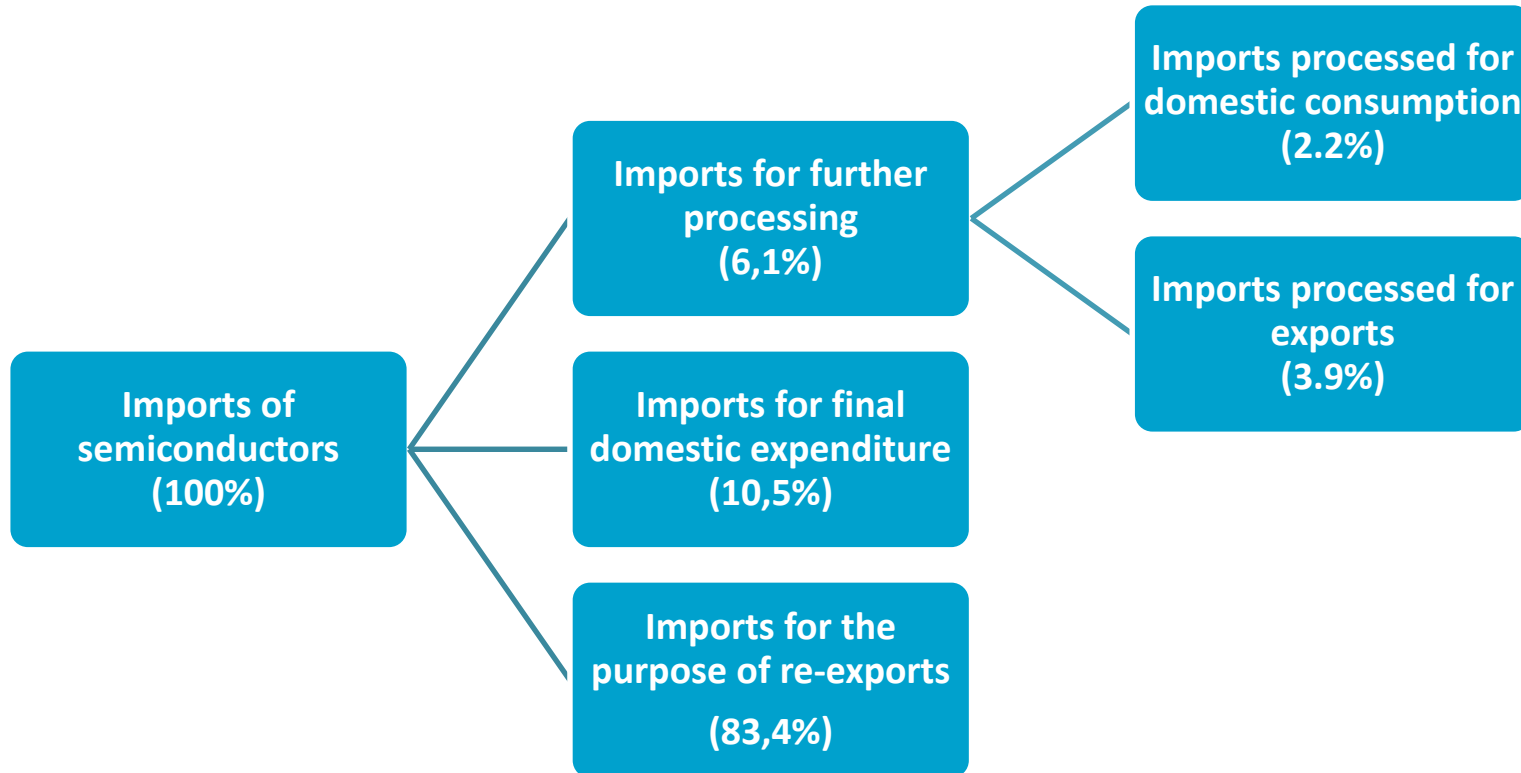 Imports of
semiconductors
(100%)
Imports for further
processing
(6,1%)
Imports for final
domestic expenditure
(10,5%)
Imports for the
purpose of re-exports
(83,4%)
Imports processed for
domestic consumption
(2.2%)
Imports processed for
exports
(3.9%)